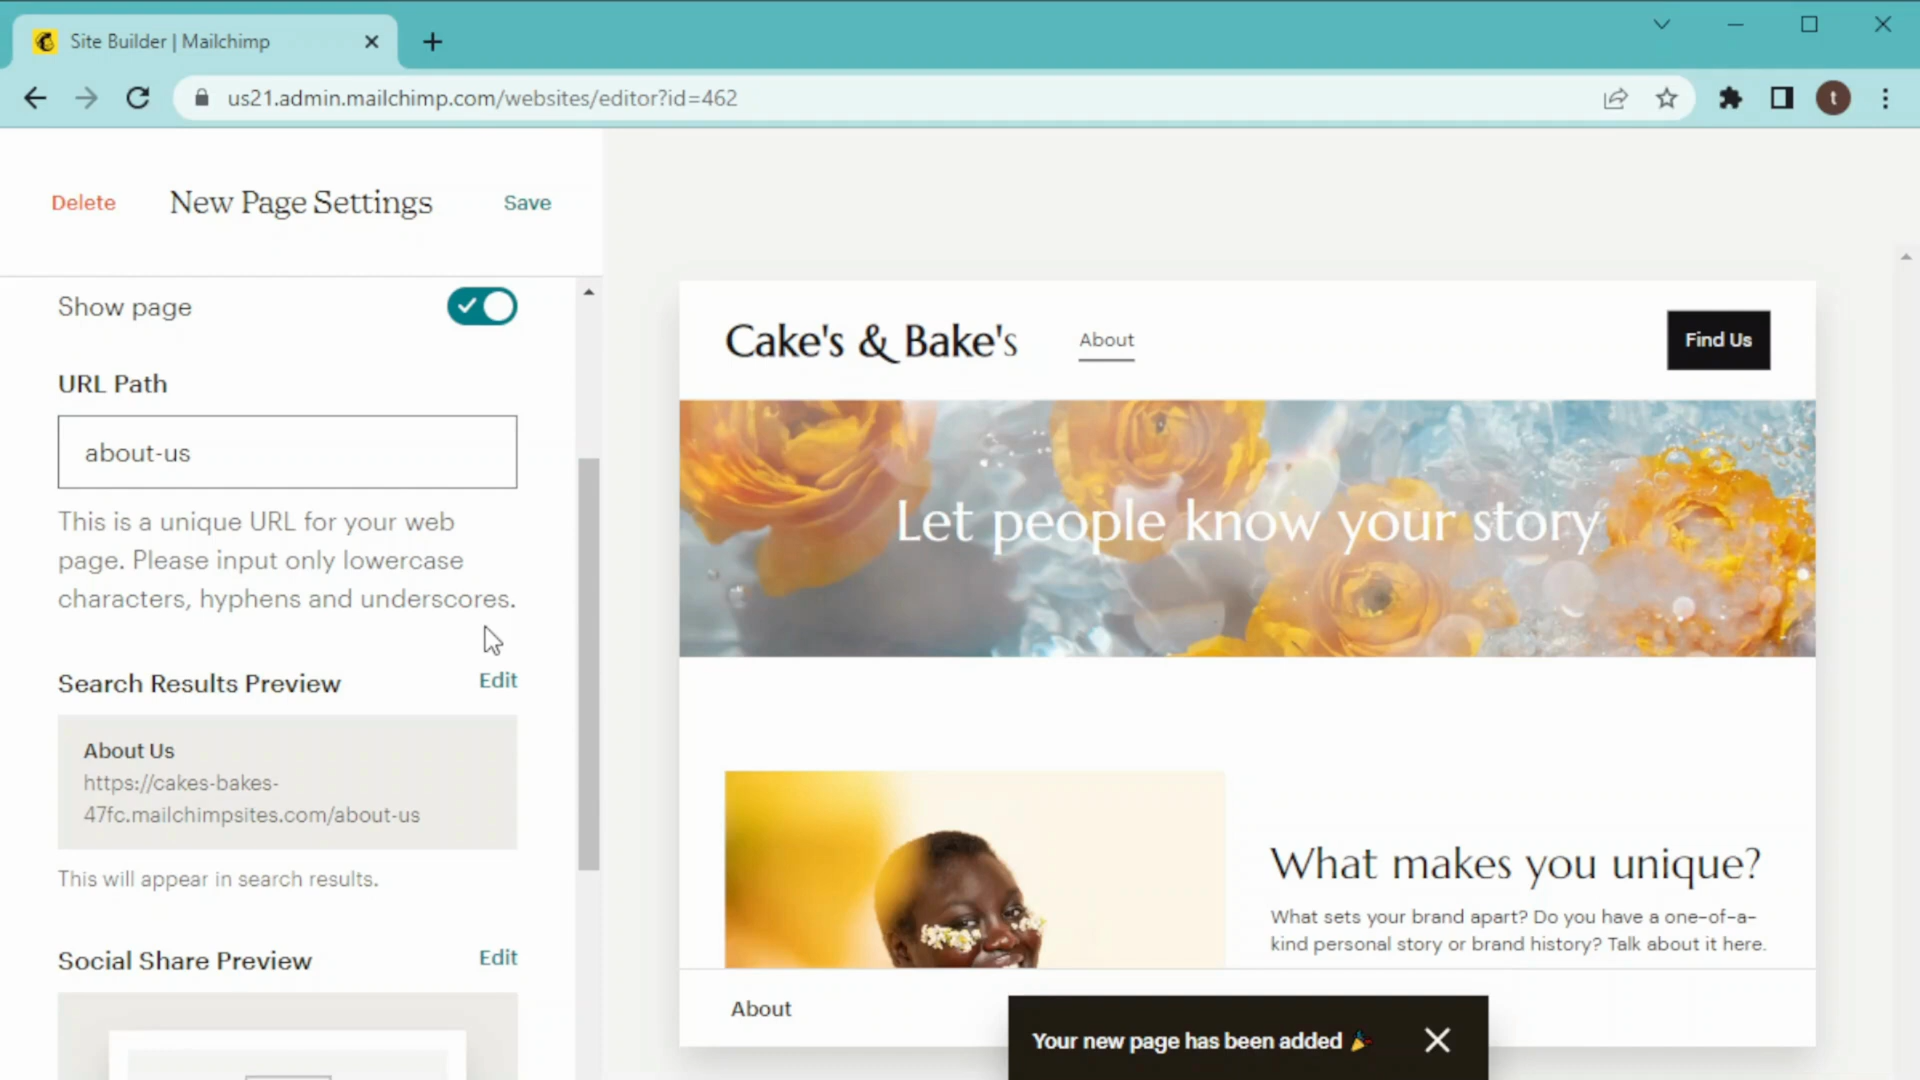 Site Builder | Mailchimp
us21.admin.mailchimp.com/websites/editor?id=462
t
Delete
New Page Settings
Save
Show page
URL Path
about-us
This is a unique URL for your web
page. Please input only lowercase
characters, hyphens and underscores.
Search Results Preview
Edit
About Us
https://cakes-bakes-
47fc.mailchimpsites.com/about-us
This will appear in search results.
Social Share Preview
Edit
Cake's & Bake's
About
Find Us
Let people know your story
What makes you unique?
What sets your brand apart? Do you have a one-of-a-
kind personal story or brand history? Talk about it here.
About
Your new page has been added 🎉